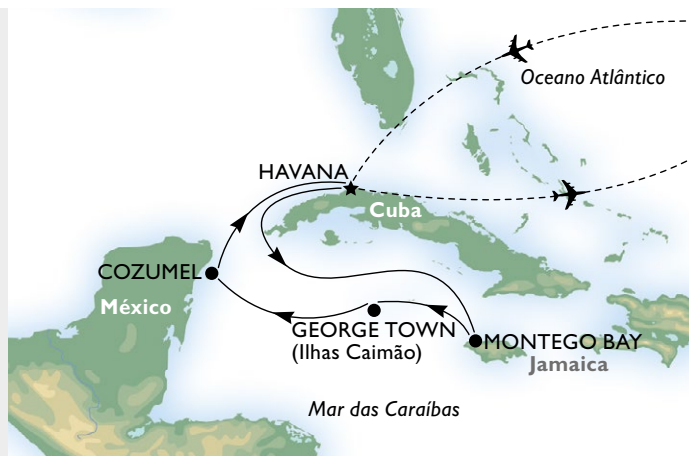 Oceano Atlântico
HAVANA
Cuba
COZUMEL
México
GEORGE TOWN
(Ilhas Caimão)
MONTEGO BAY
Jamaica
Mar das Caraíbas